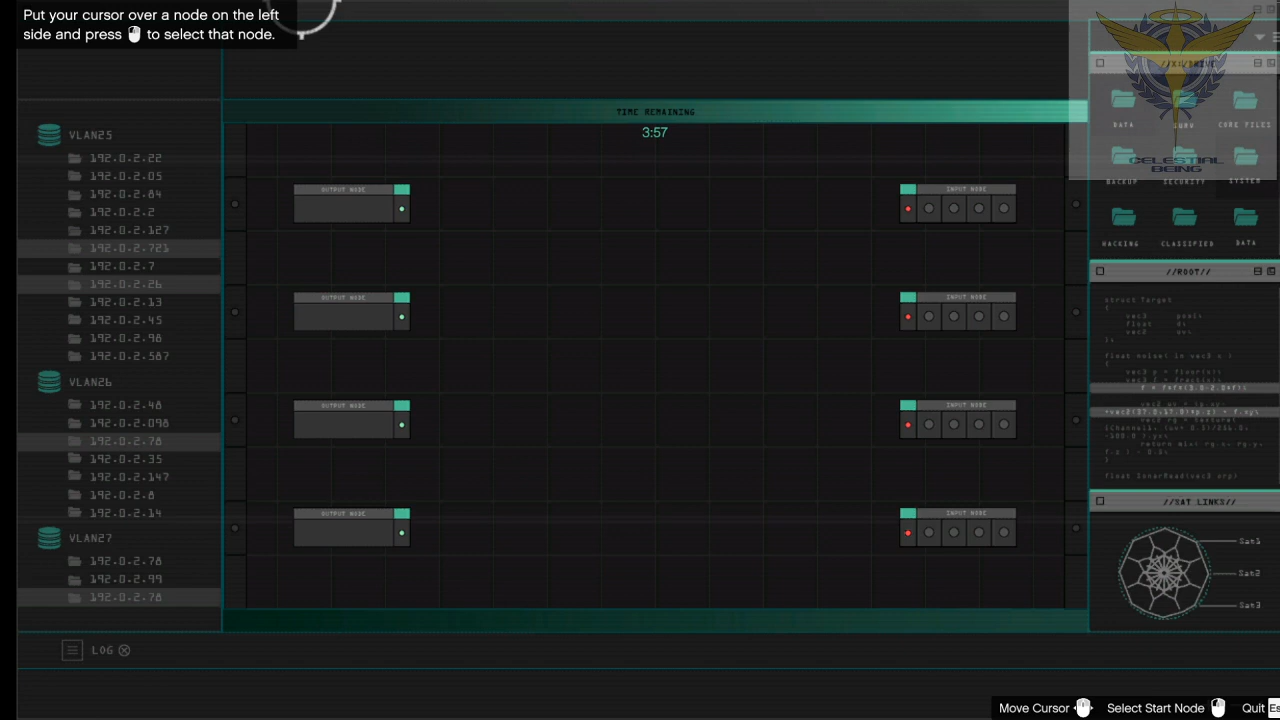 Put your cursor over a node on the left
side and press to select that node.
TIME REMAINING
3:57
VLAN25
192.0.2.22
192.0.2.05
192.0.2.84
192.0.2.2
192.0.2.127
192.0.2.721
192.0.2.7
192.0.2.26
192.0.2.13
192.0.2.45
192.0.2.98
192.0.2.587
VLAN26
192.0.2.48
192.0.2.098
192.0.2.78
192.0.2.35
192.0.2.147
192.0.2.8
192.0.2.14
VLAN27
192.0.2.78
192.0.2.99
192.0.2.78
LOG
OUTPUT NODE
INPUT NODE
OUTPUT NODE
INPUT NODE
OUTPUT NODE
INPUT NODE
OUTPUT NODE
INPUT NODE
CELESTIAL
BEING
DATA
CORE FILES
BACKUP
SECURITY
SYSTEM
HACKING
CLASSIFIED
DATA
//ROOT//
struct Target
{
//SAT LINKS//
Sat1
Sat2
Sat3
Move Cursor
Select Start Node
Quit